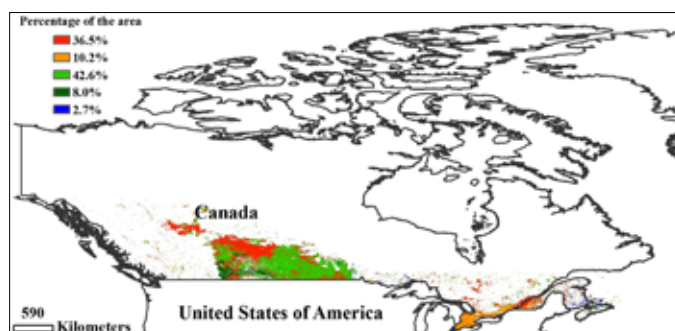 Percentage of the area
36.5%
10.2%
42.6%
8.0%
2.7%
Canada
590
Kilometers
United States of America